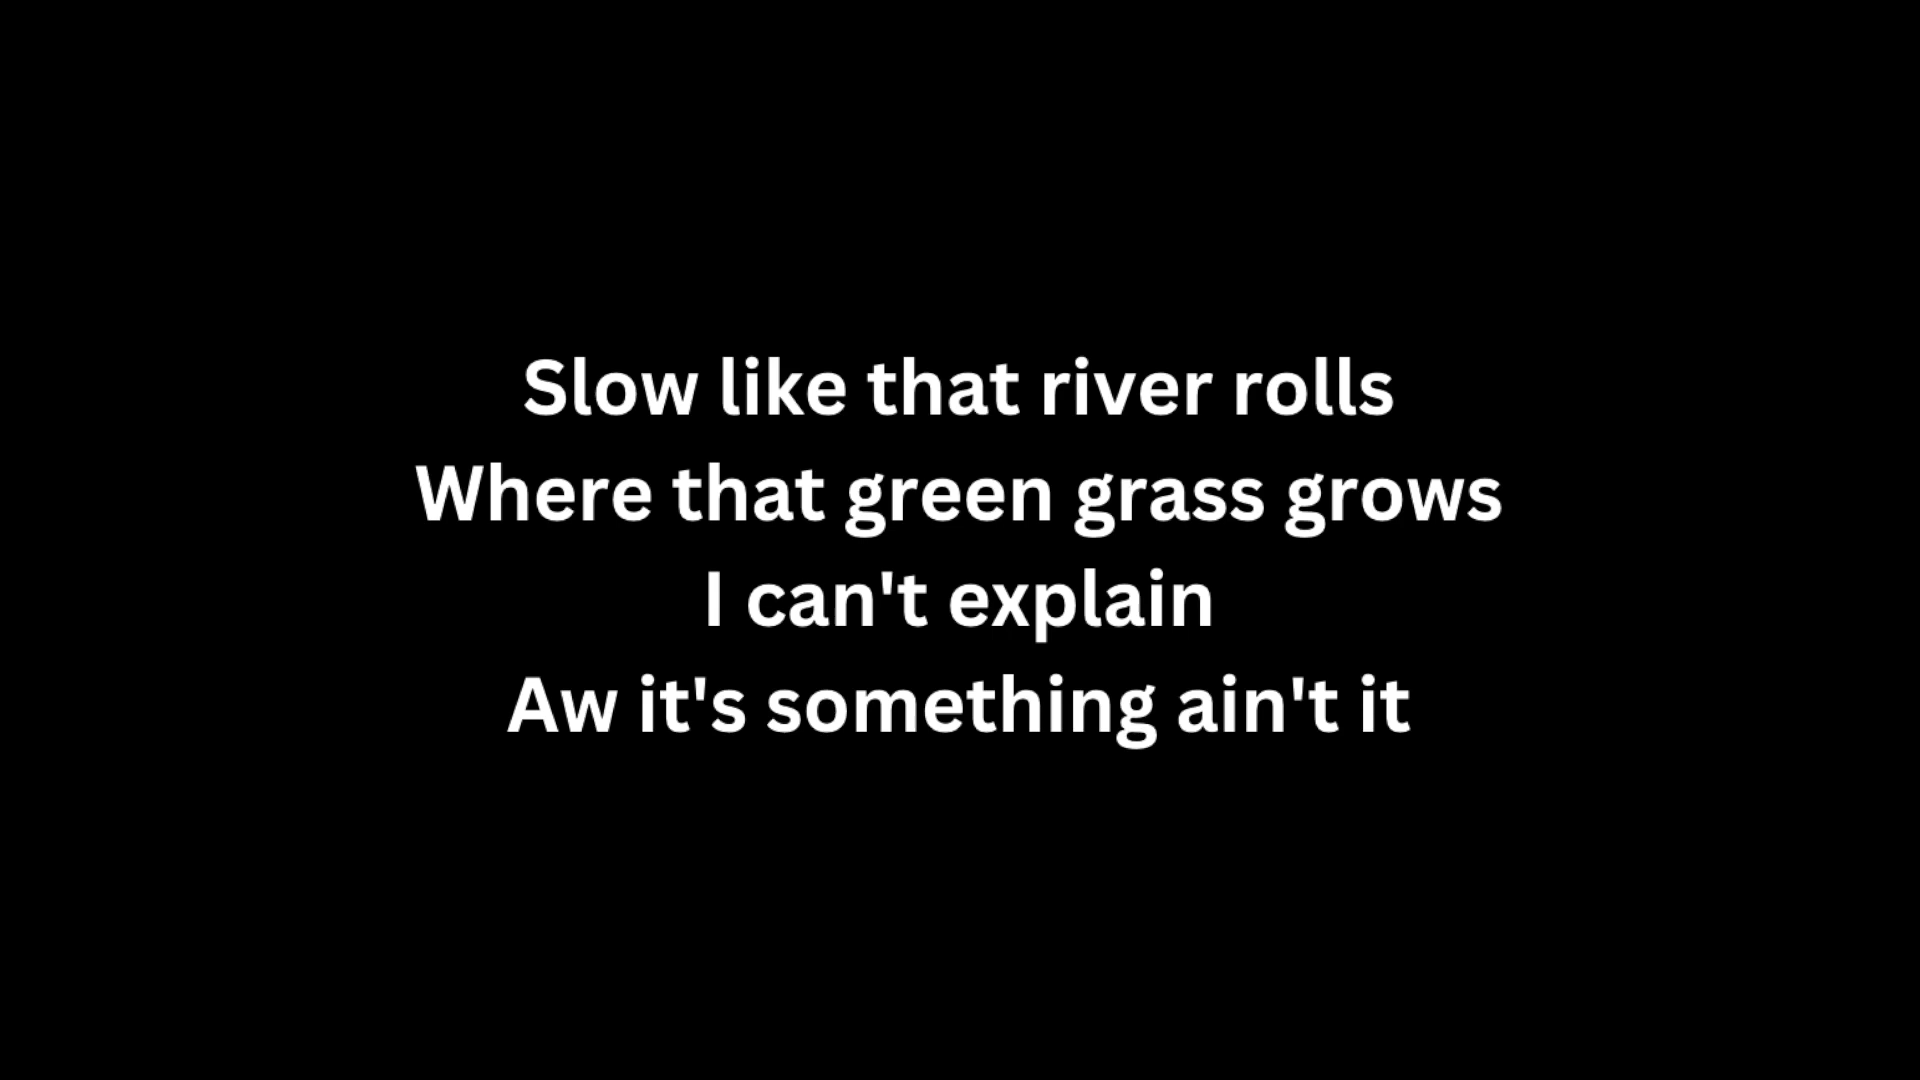 Slow like that river rolls
Where that green grass grows
I can't explain
Aw it's something ain't it